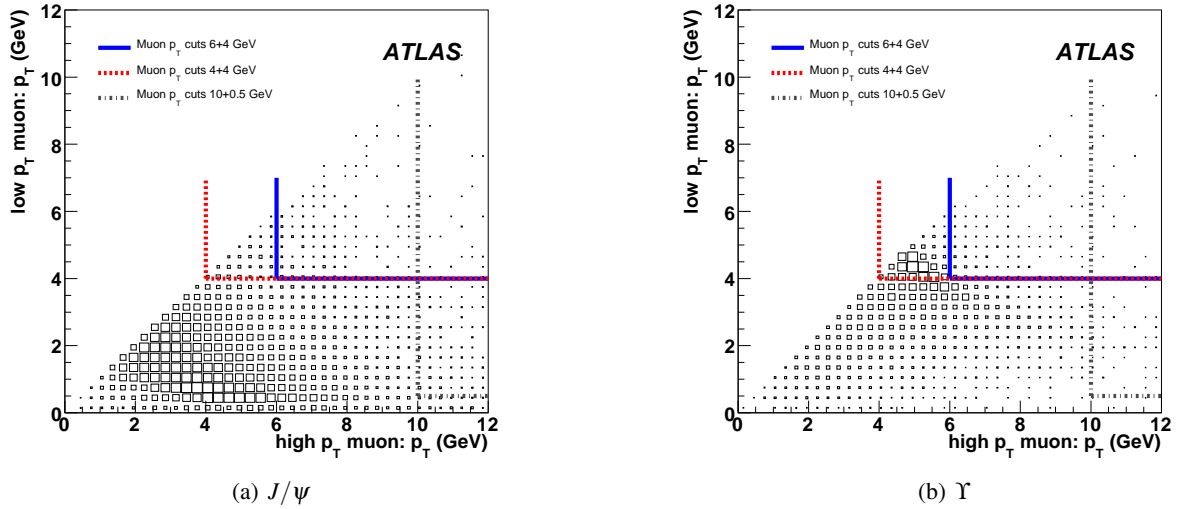 low p_T muon: p_T (GeV)
12
10
8
6
4
2
0
Muon p_T cuts 6+4 GeV
Muon p_T cuts 4+4 GeV
Muon p_T cuts 10+0.5 GeV
ATLAS
0 2 4 6 8 10 12
high p_T muon: p_T (GeV)
(a) J/ψ
low p_T muon: p_T (GeV)
12
10
8
6
4
2
0
Muon p_T cuts 6+4 GeV
Muon p_T cuts 4+4 GeV
Muon p_T cuts 10+0.5 GeV
ATLAS
0 2 4 6 8 10 12
high p_T muon: p_T (GeV)
(b) ϒ